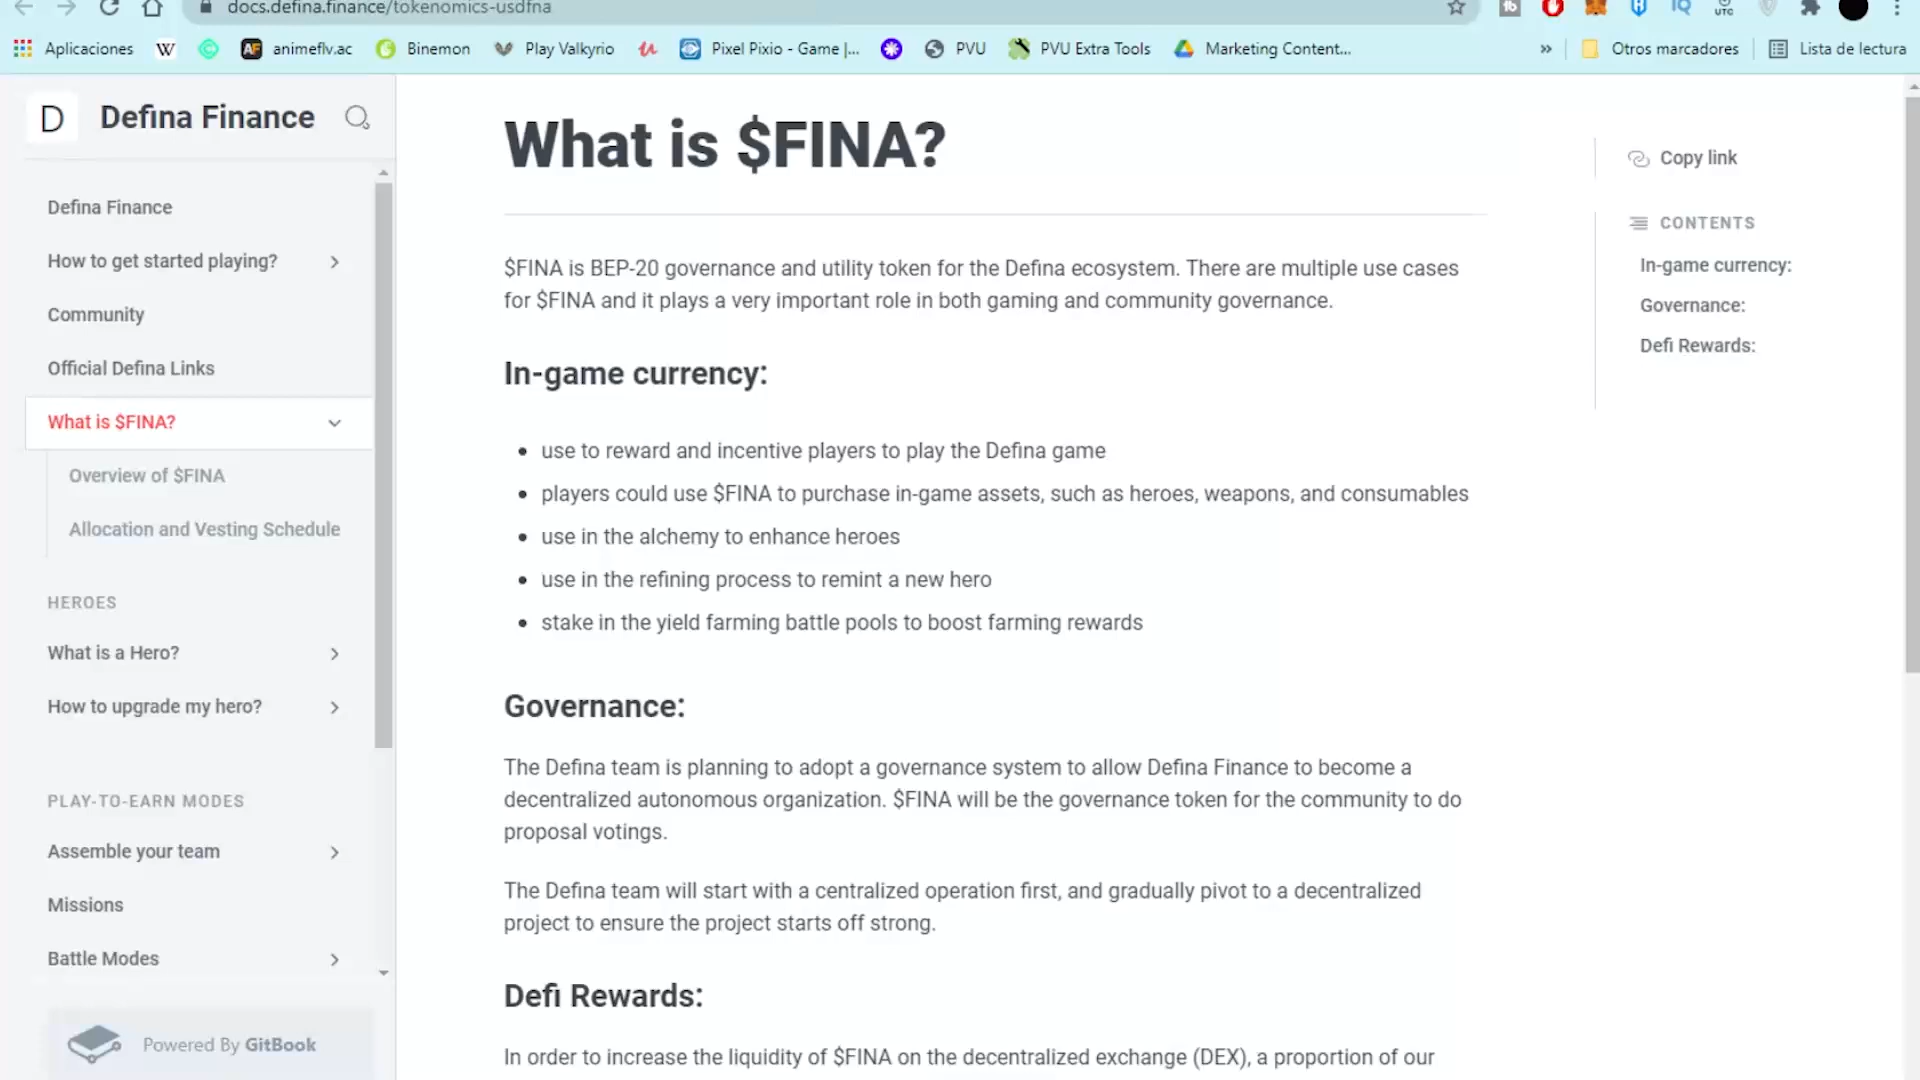 docs.defina.finance/tokenomics-usdfna
UTC
Aplicaciones
W
AF animeflv.ac
Binemon
Play Valkyrio
Pixel Pixio - Game |...
PVU
PVU Extra Tools
Marketing Content...
»
Otros marcadores
Lista de lectura
D
Defina Finance
Defina Finance
How to get started playing?
Community
Official Defina Links
What is $FINA?
Overview of $FINA
Allocation and Vesting Schedule
HEROES
What is a Hero?
How to upgrade my hero?
PLAY-TO-EARN MODES
Assemble your team
Missions
Battle Modes
Powered By GitBook
What is $FINA?
$FINA is BEP-20 governance and utility token for the Defina ecosystem. There are multiple use cases
for $FINA and it plays a very important role in both gaming and community governance.
In-game currency:
• use to reward and incentive players to play the Defina game
• players could use $FINA to purchase in-game assets, such as heroes, weapons, and consumables
• use in the alchemy to enhance heroes
• use in the refining process to remint a new hero
• stake in the yield farming battle pools to boost farming rewards
Governance:
The Defina team is planning to adopt a governance system to allow Defina Finance to become a
decentralized autonomous organization. $FINA will be the governance token for the community to do
proposal votings.
The Defina team will start with a centralized operation first, and gradually pivot to a decentralized
project to ensure the project starts off strong.
Defi Rewards:
In order to increase the liquidity of $FINA on the decentralized exchange (DEX), a proportion of our
Copy link
CONTENTS
In-game currency:
Governance:
Defi Rewards: